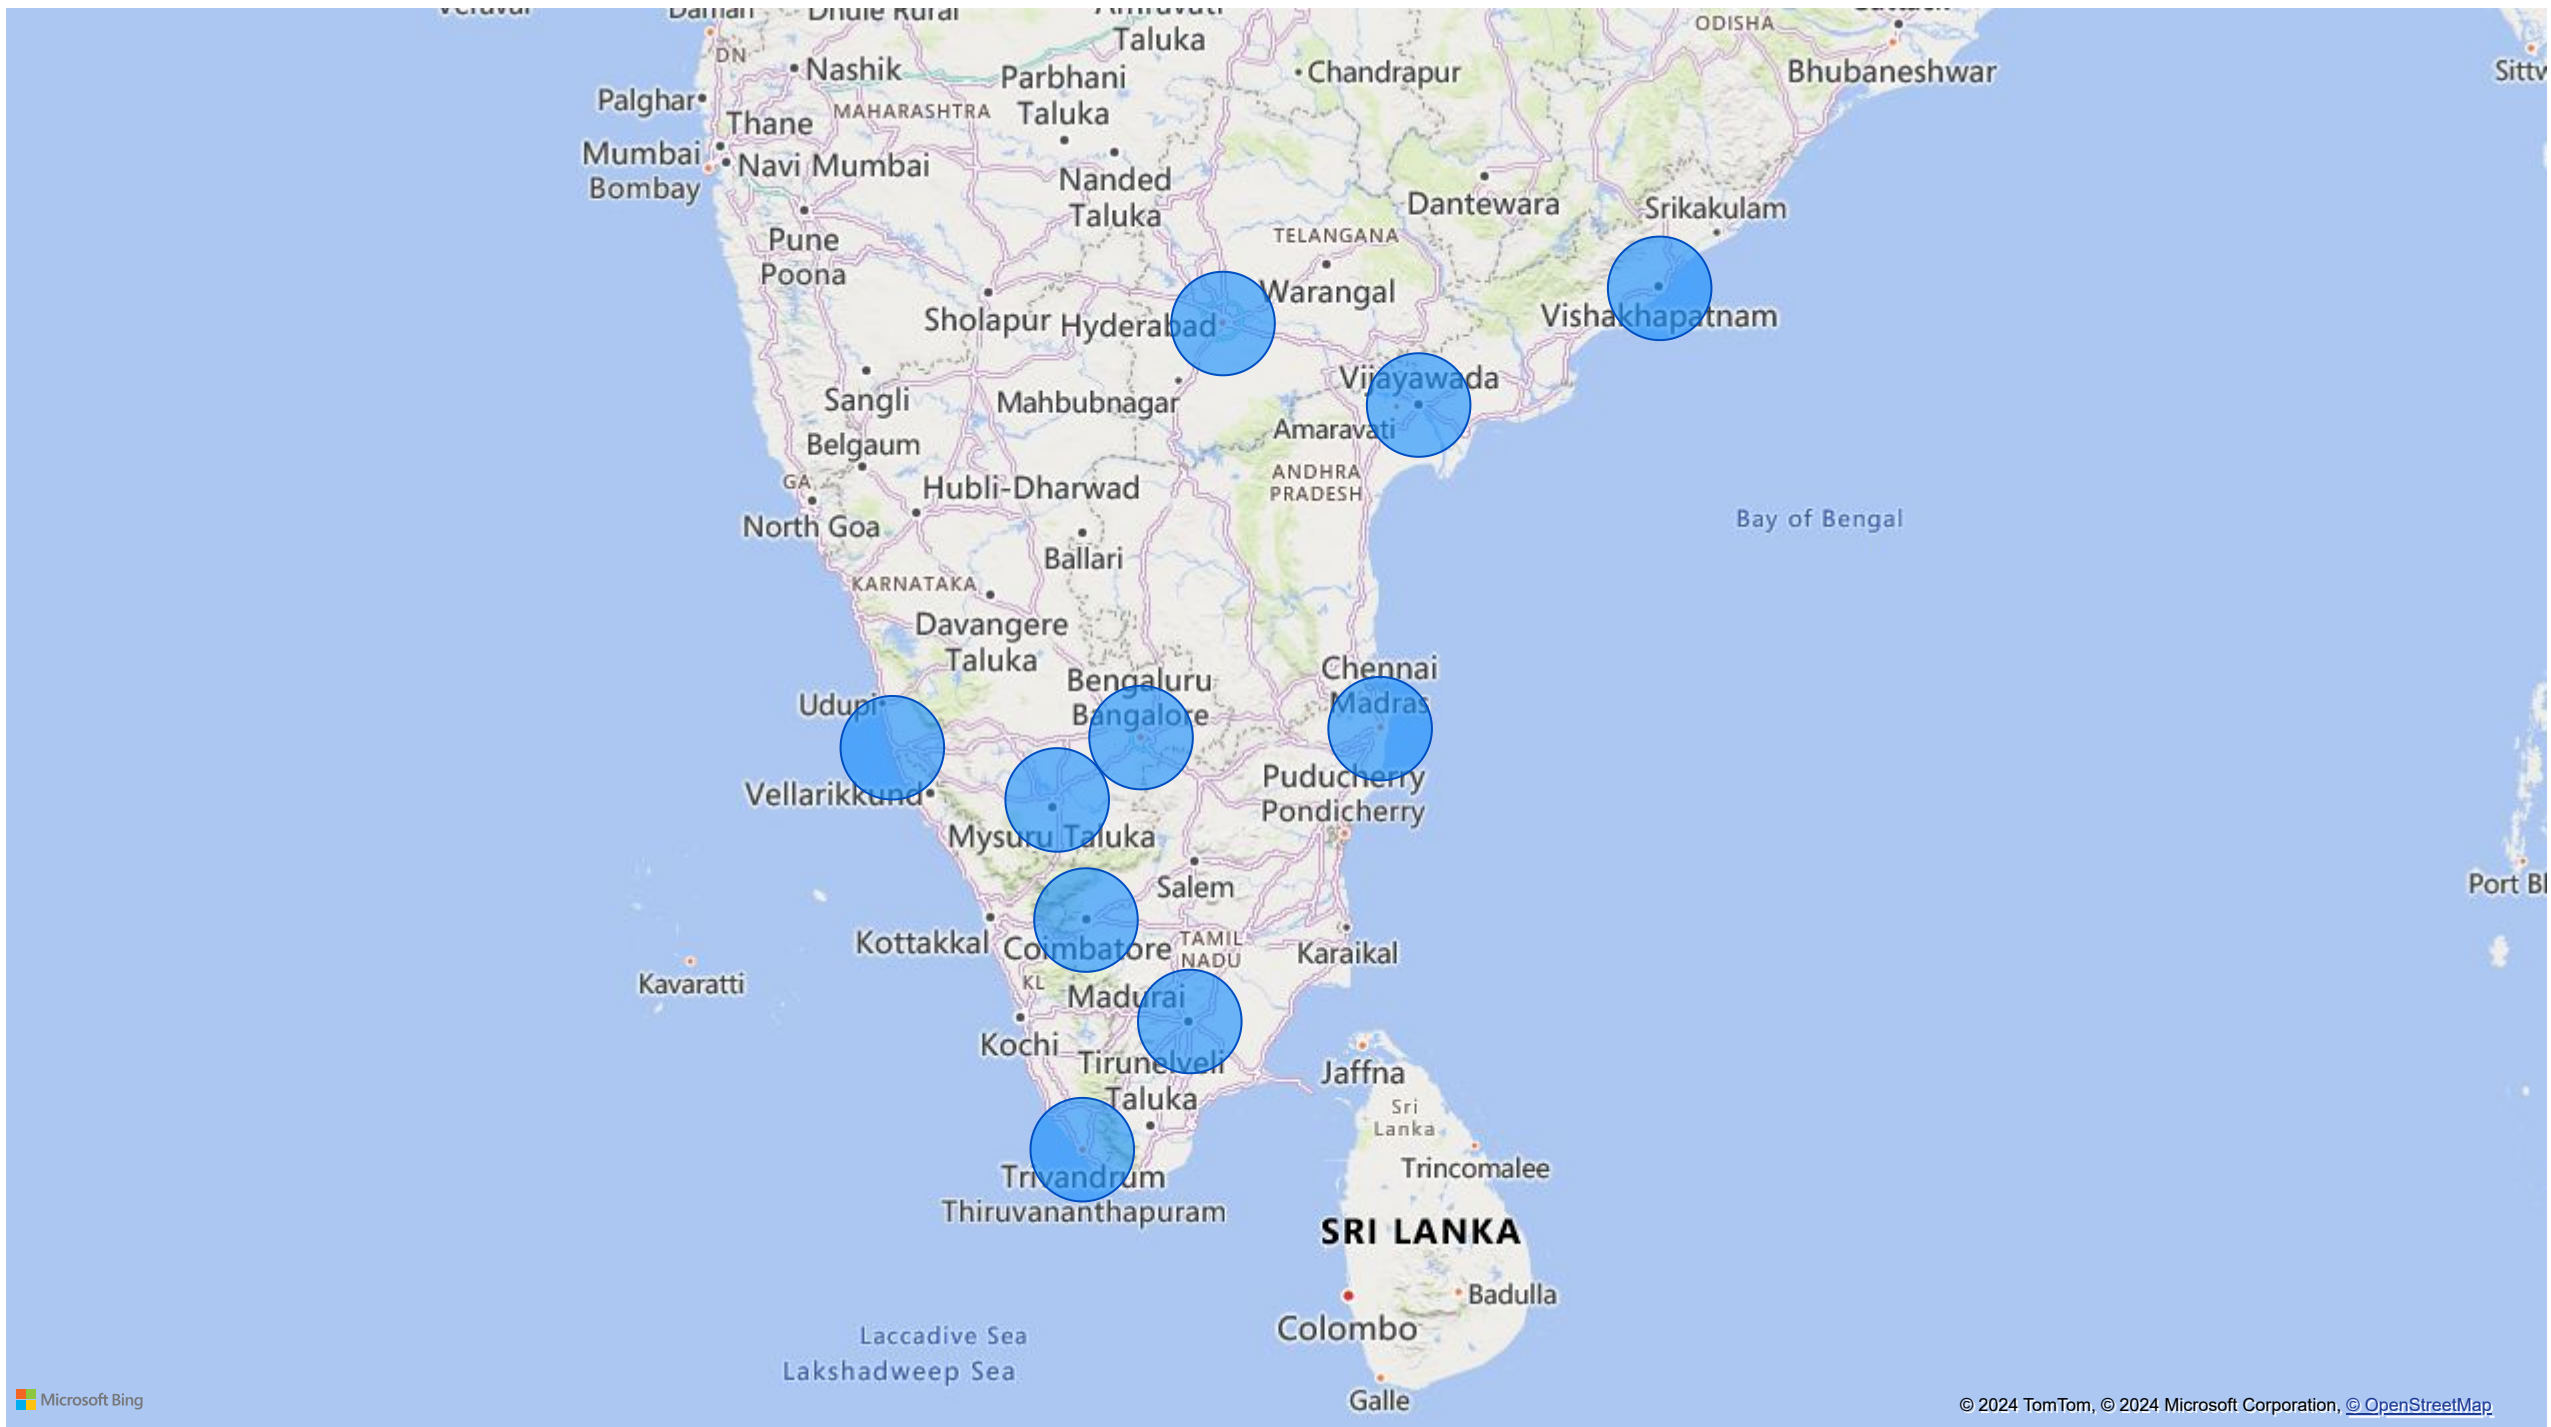 Daman
Dhule Rural
Taluka
ODISHA
DN
Nashik
Parbhani
Taluka
Chandrapur
Bhubaneshwar
Palghar
MAHARASHTRA
Thane
Mumbai
Bombay
Navi Mumbai
Nanded
Taluka
Dantewara
Srikakulam
Pune
Poona
TELANGANA
Warangal
Sholapur
Hyderabad
Vishakhapatnam
Vijayawada
Sangli
Mahbubnagar
Amaravati
Belgaum
ANDHRA
PRADESH
GA
Hubli-Dharwad
North Goa
Bay of Bengal
Ballari
KARNATAKA
Davangere
Taluka
Chennai
Madras
Bengaluru
Bangalore
Udupi
Puducherry
Pondicherry
Vellarikkund
Mysuru Taluka
Salem
Kottakkal
Coimbatore
TAMIL
NADU
Karaikal
Kavaratti
KL
Madurai
Kochi
Tirunelveli
Taluka
Jaffna
Sri
Lanka
Trivandrum
Thiruvananthapuram
Trincomalee
SRI LANKA
Badulla
Colombo
Laccadive Sea
Lakshadweep Sea
Galle
Microsoft Bing
© 2024 TomTom, © 2024 Microsoft Corporation, © OpenStreetMap